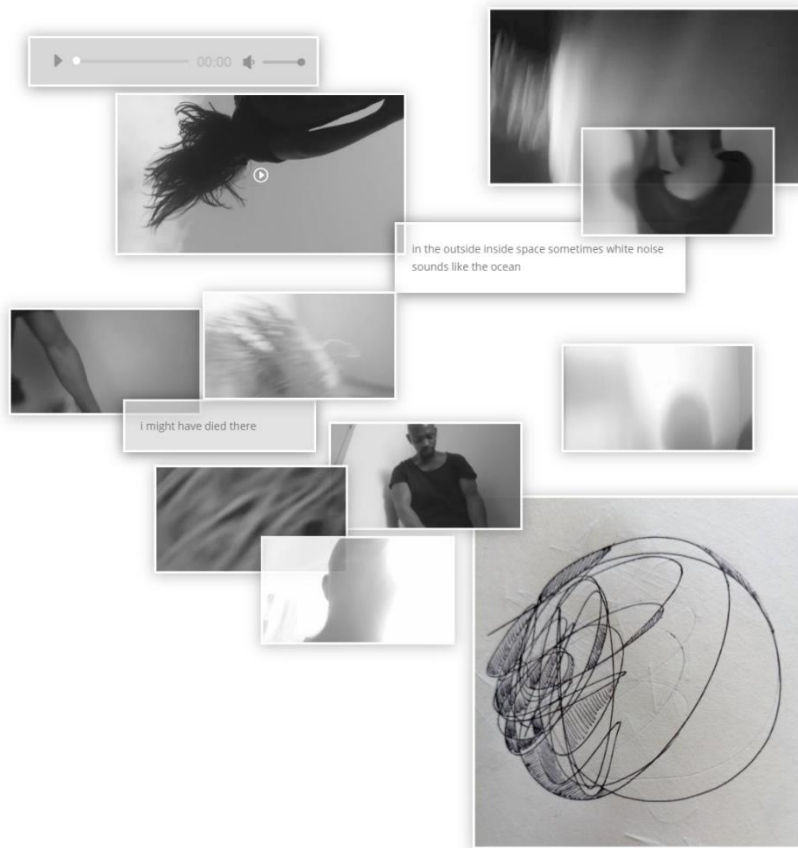 00:00
in the outside inside space sometimes white noise
sounds like the ocean
i might have died there